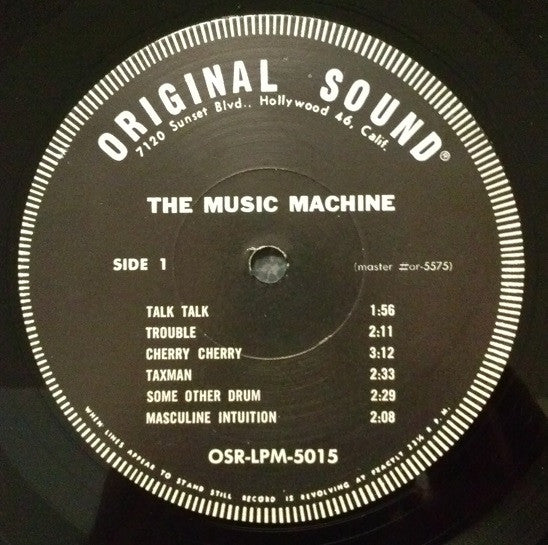 ORIGINAL SOUND®
7120 Sunset Blvd., Hollywood 46, Calif.
THE MUSIC MACHINE
SIDE 1
(master #or-5575)
TALK TALK 1:56
TROUBLE 2:11
CHERRY CHERRY 3:12
TAXMAN 2:33
SOME OTHER DRUM 2:29
MASCULINE INTUITION 2:08
OSR-LPM-5015
WHEN LINES APPEAR TO STAND STILL RECORD IS REVOLVING AT EXACTLY 33⅓ R.P.M.